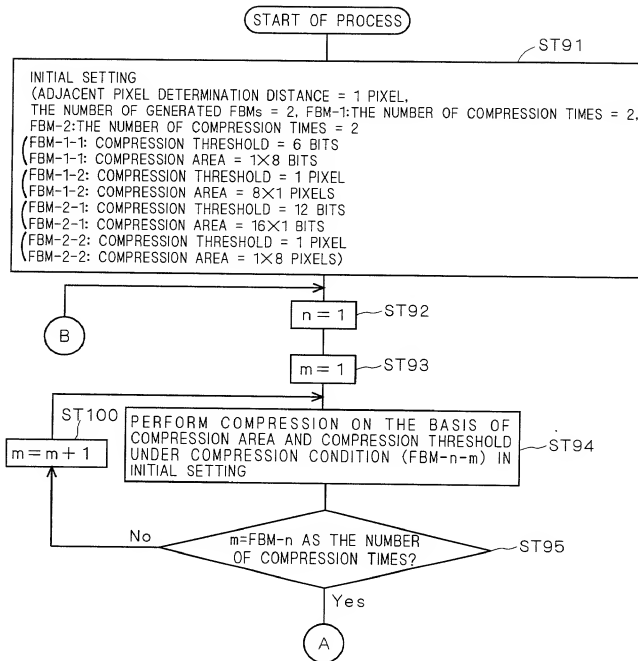 START OF PROCESS
ST91
INITIAL SETTING
(ADJACENT PIXEL DETERMINATION DISTANCE = 1 PIXEL,
THE NUMBER OF GENERATED FBMs = 2, FBM-1:THE NUMBER OF COMPRESSION TIMES = 2,
FBM-2:THE NUMBER OF COMPRESSION TIMES = 2
(FBM-1-1: COMPRESSION THRESHOLD = 6 BITS
FBM-1-1: COMPRESSION AREA = 1×8 BITS
(FBM-1-2: COMPRESSION THRESHOLD = 1 PIXEL
FBM-1-2: COMPRESSION AREA = 8×1 PIXELS
(FBM-2-1: COMPRESSION THRESHOLD = 12 BITS
FBM-2-1: COMPRESSION AREA = 16×1 BITS
(FBM-2-2: COMPRESSION THRESHOLD = 1 PIXEL
FBM-2-2: COMPRESSION AREA = 1×8 PIXELS)
B
n = 1
ST92
m = 1
ST93
ST100
m = m + 1
PERFORM COMPRESSION ON THE BASIS OF
COMPRESSION AREA AND COMPRESSION THRESHOLD
UNDER COMPRESSION CONDITION (FBM-n-m) IN
INITIAL SETTING
ST94
No
m=FBM-n AS THE NUMBER
OF COMPRESSION TIMES?
ST95
Yes
A